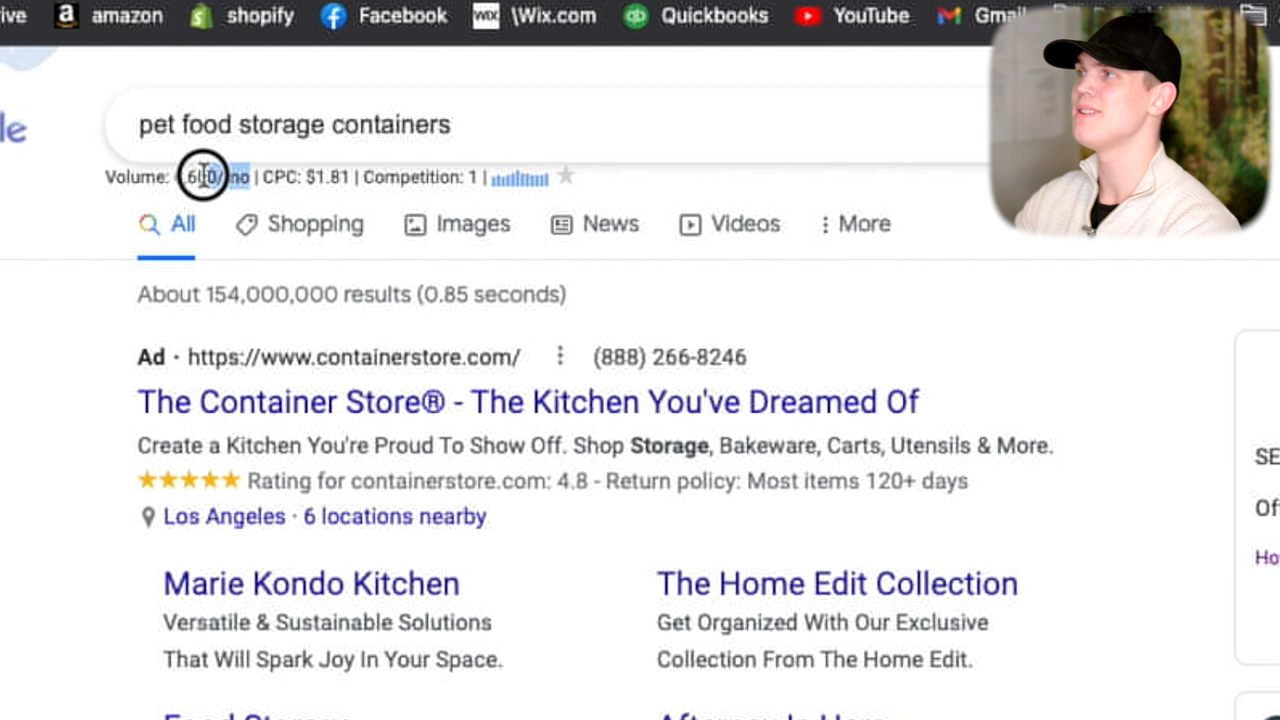 amazon shopify Facebook WIX \Wix.com qb Quickbooks YouTube
pet food storage containers
Volume: | CPC: $1.81 | Competition: 1 |
All Shopping Images News Videos More
About 154,000,000 results (0.85 seconds)
Ad · https://www.containerstore.com/ (888) 266-8246
The Container Store® - The Kitchen You've Dreamed Of
Create a Kitchen You're Proud To Show Off. Shop Storage, Bakeware, Carts, Utensils & More.
Rating for containerstore.com: 4.8 - Return policy: Most items 120+ days
Los Angeles · 6 locations nearby
Marie Kondo Kitchen
Versatile & Sustainable Solutions
That Will Spark Joy In Your Space.
The Home Edit Collection
Get Organized With Our Exclusive
Collection From The Home Edit.